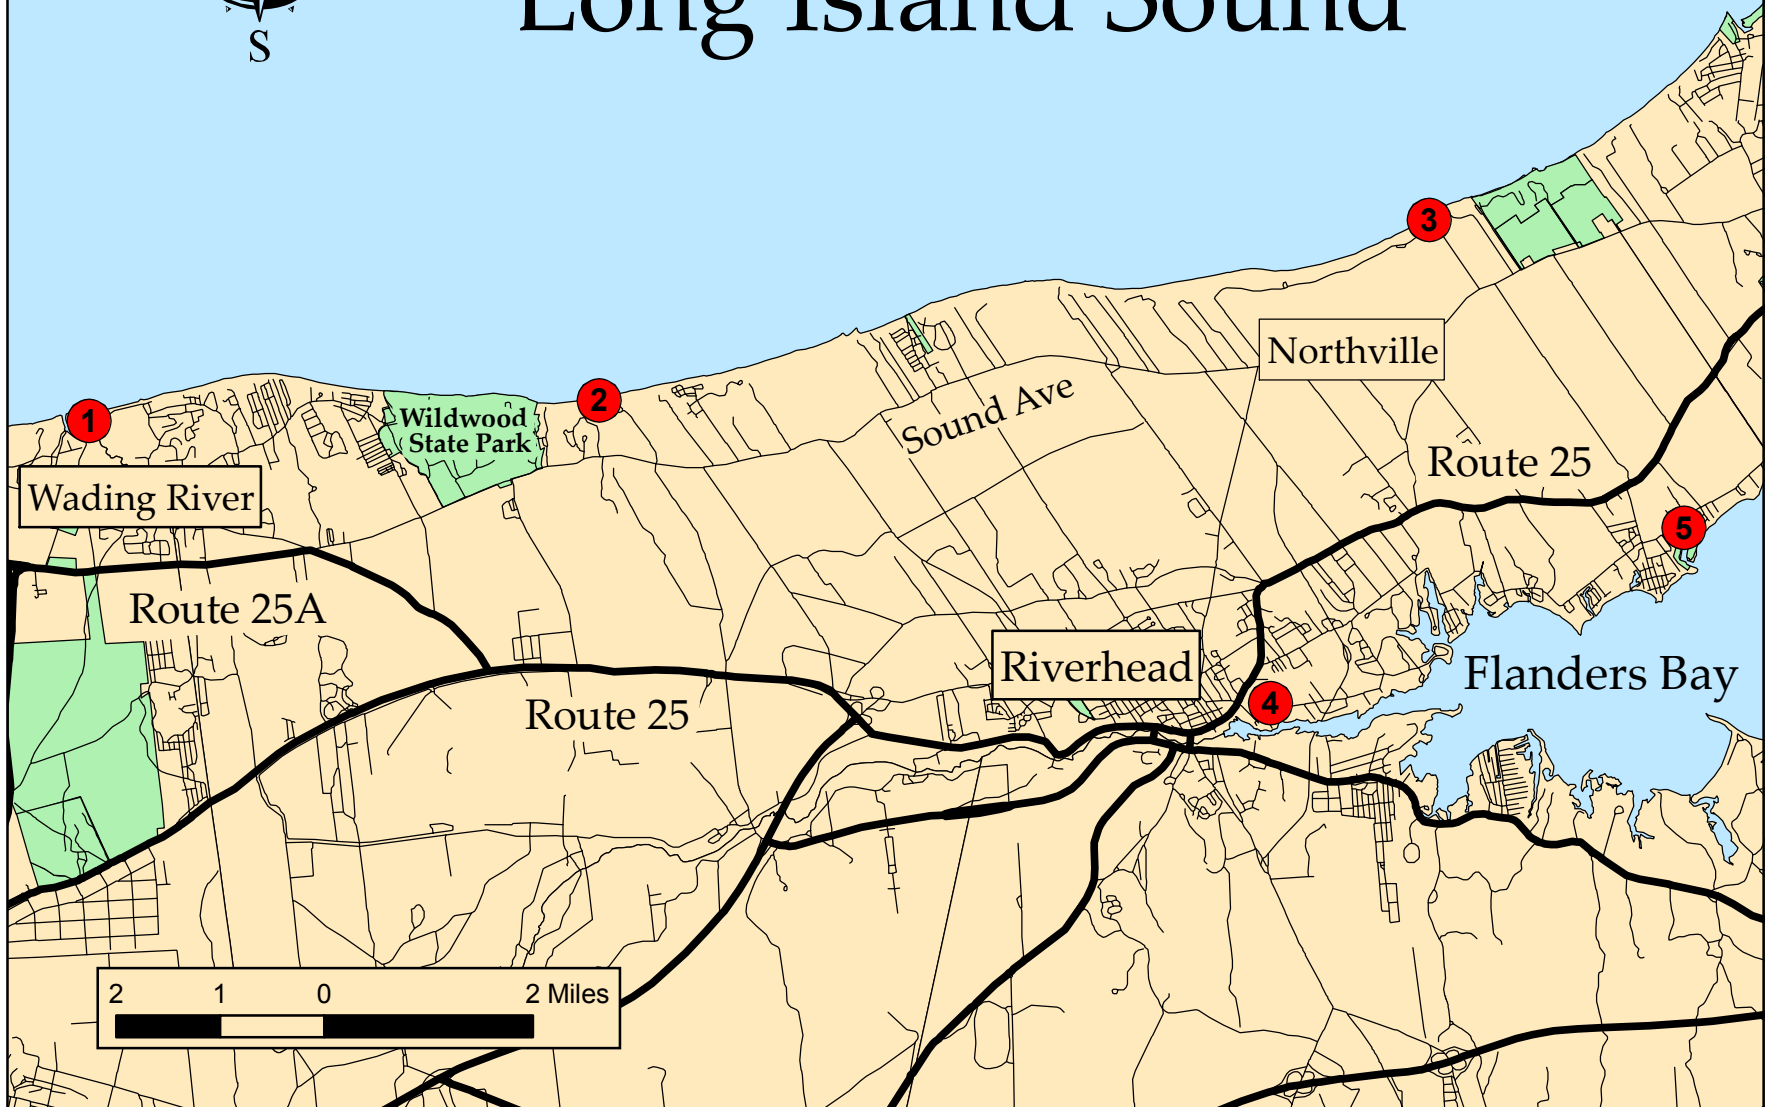 Long Island Sound
S
3
Northville
2
1
Wildwood
State Park
Sound Ave
Route 25
Wading River
5
Route 25A
Riverhead
Flanders Bay
4
Route 25
2 1 0 2 Miles